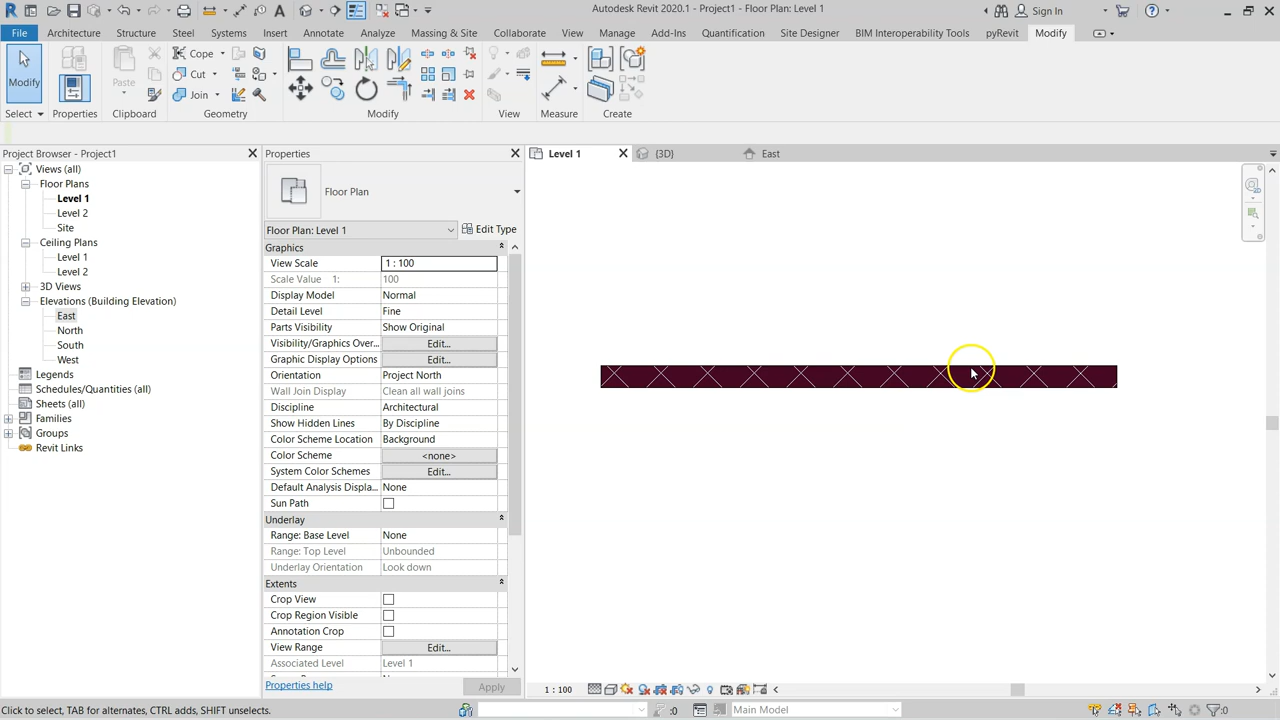 Autodesk Revit 2020.1 - Project1 - Floor Plan: Level 1
Sign In
File Architecture Structure Steel Systems Insert Annotate Analyze Massing & Site Collaborate View Manage Add-Ins Quantification Site Designer BIM Interoperability Tools pyRevit Modify
Modify
Paste
Cope
Cut
Join
Select Properties Clipboard Geometry Modify View Measure Create
Project Browser - Project1
Views (all)
Floor Plans
Level 1
Level 2
Site
Ceiling Plans
Level 1
Level 2
3D Views
Elevations (Building Elevation)
East
North
South
West
Legends
Schedules/Quantities (all)
Sheets (all)
Families
Groups
Revit Links
Properties
Floor Plan
Floor Plan: Level 1 Edit Type
Graphics
View Scale 1 : 100
Scale Value 1: 100
Display Model Normal
Detail Level Fine
Parts Visibility Show Original
Visibility/Graphics Over... Edit...
Graphic Display Options Edit...
Orientation Project North
Wall Join Display Clean all wall joins
Discipline Architectural
Show Hidden Lines By Discipline
Color Scheme Location Background
Color Scheme <none>
System Color Schemes Edit...
Default Analysis Displa... None
Sun Path
Underlay
Range: Base Level None
Range: Top Level Unbounded
Underlay Orientation Look down
Extents
Crop View
Crop Region Visible
Annotation Crop
View Range Edit...
Associated Level Level 1
Properties help Apply
Level 1 {3D} East
1 : 100
Click to select, TAB for alternates, CTRL adds, SHIFT unselects.
:0
Main Model
:0